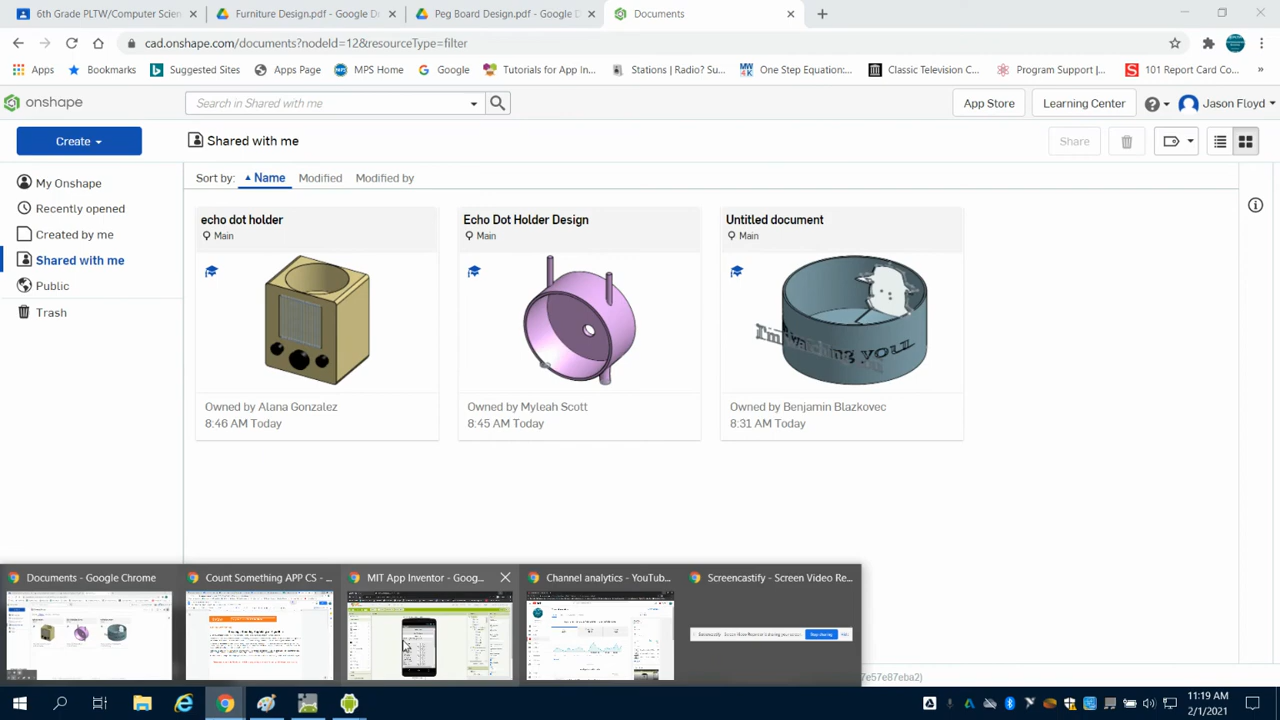 6th Grade PLTW/Computer Scien
Furniture Design.pdf - Google Dr
Peg Board Design.pdf - Google D
Documents
cad.onshape.com/documents?nodeId=12&resourceType=filter
Apps
Bookmarks
Suggested Sites
Apps Page
MPS Home
Google
Tutorials for App In...
Stations | Radio? Su...
One Step Equation:...
Classic Television C...
Program Support |...
101 Report Card Co...
»
onshape
Search in Shared with me
App Store
Learning Center
Jason Floyd
Create
Shared with me
Share
My Onshape
Recently opened
Created by me
Shared with me
Public
Trash
Sort by:
Name
Modified
Modified by
echo dot holder
Main
Owned by Alana Gonzalez
8:46 AM Today
Echo Dot Holder Design
Main
Owned by Myleah Scott
8:45 AM Today
Untitled document
Main
I'm watching you
Owned by Benjamin Blazkovec
8:31 AM Today
Documents - Google Chrome
Count Something APP CS - ...
MIT App Inventor - Goog...
Channel analytics - YouTub...
Screencastify - Screen Video Re...
Stop sharing
7e57e87eba2)
11:19 AM
2/1/2021